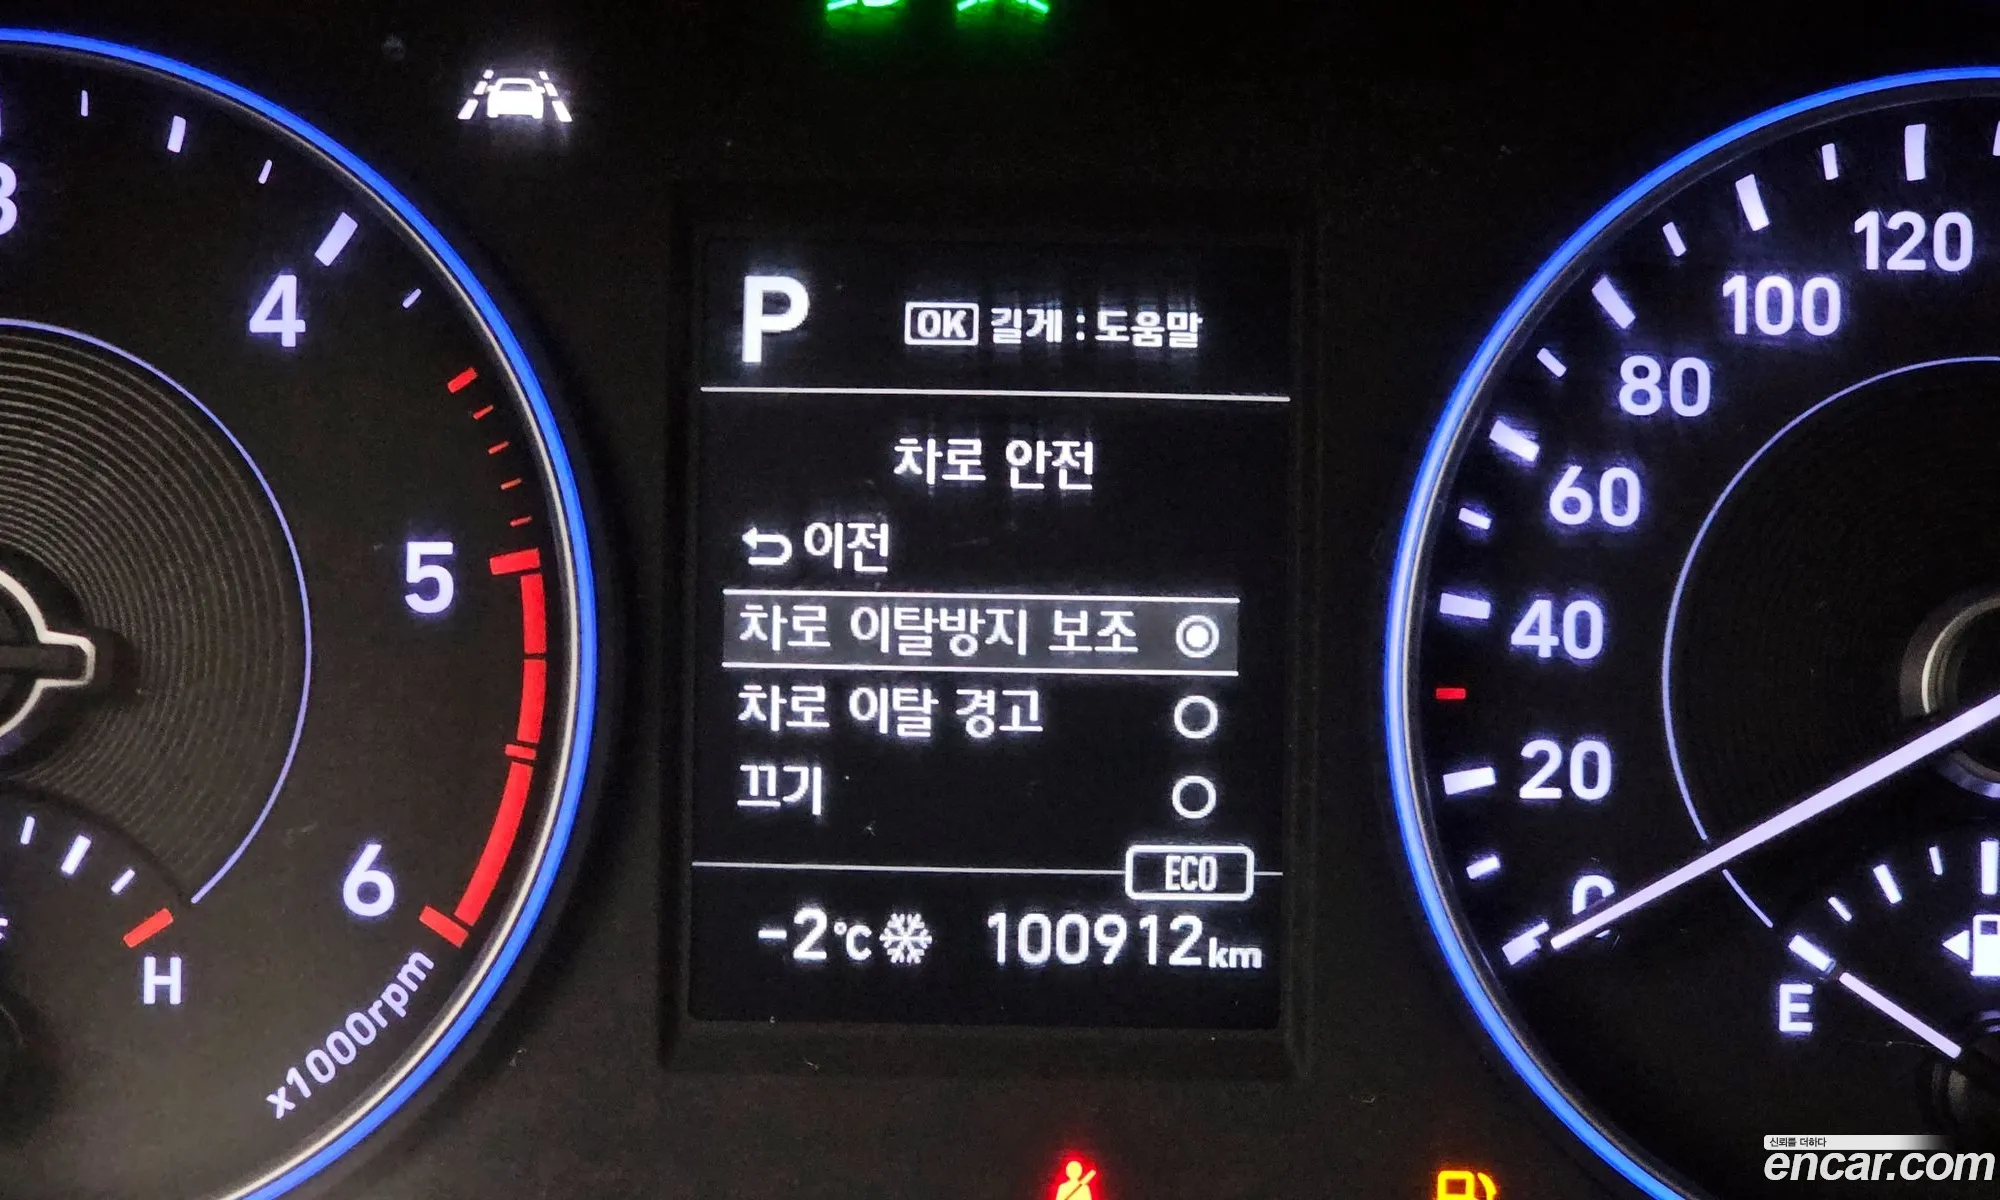 3
4
5
6
x1000rpm
H
P
OK 길게 : 도움말
차로 안전
이전
차로 이탈방지 보조
차로 이탈 경고
끄기
ECO
-2℃
100912km
120
100
80
60
40
20
0
E
신뢰를 더하다
encar.com